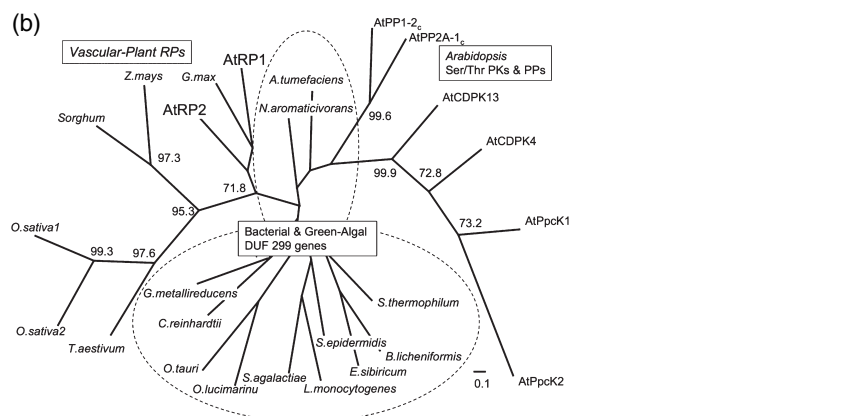 (b)
AtPP1-2c
AtPP2A-1c
Vascular-Plant RPs
Arabidopsis
Ser/Thr PKs & PPs
AtRP1
Z.mays
G.max
A.tumefaciens
AtCDPK13
AtRP2
N.aromaticivorans
Sorghum
99.6
AtCDPK4
97.3
99.9
72.8
71.8
95.3
73.2
AtPpcK1
O.sativa1
Bacterial & Green-Algal
DUF 299 genes
99.3
97.6
G.metallireducens
S.thermophilum
C.reinhardtii
O.sativa2
T.aestivum
S.epidermidis
B.licheniformis
O.tauri
E.sibiricum
S.agalactiae
AtPpcK2
O.lucimarinu
L.monocytogenes
0.1